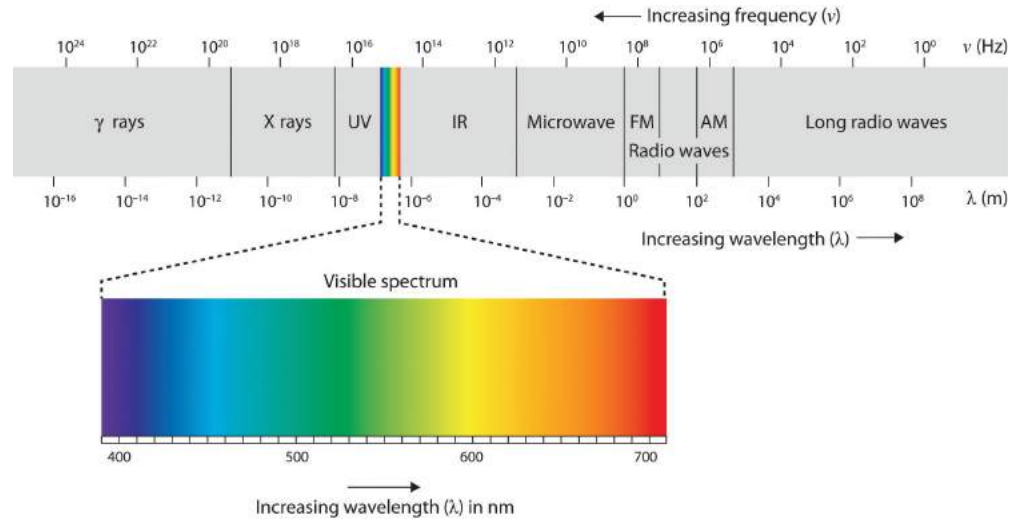 ← Increasing frequency (ν)
10²⁴ 10²² 10²⁰ 10¹⁸ 10¹⁶ 10¹⁴ 10¹² 10¹⁰ 10⁸ 10⁶ 10⁴ 10² 10⁰ ν (Hz)
γ rays X rays UV IR Microwave FM AM Long radio waves
Radio waves
10⁻¹⁶ 10⁻¹⁴ 10⁻¹² 10⁻¹⁰ 10⁻⁸ 10⁻⁶ 10⁻⁴ 10⁻² 10⁰ 10² 10⁴ 10⁶ 10⁸ λ (m)
Increasing wavelength (λ) →
Visible spectrum
400 500 600 700
→
Increasing wavelength (λ) in nm